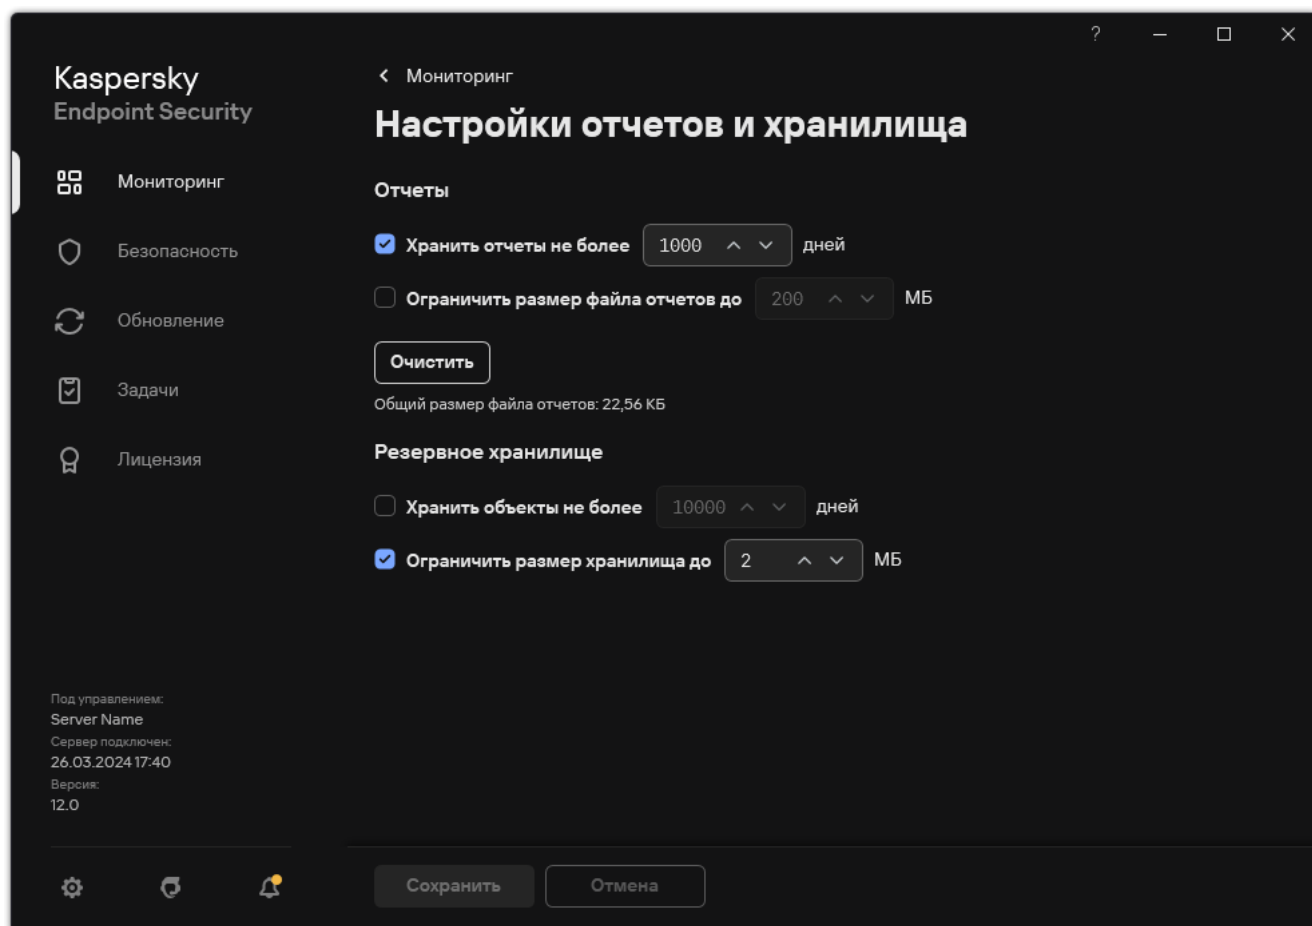 ?
Kaspersky
Endpoint Security
Мониторинг
Безопасность
Обновление
Задачи
Лицензия
Под управлением:
Server Name
Сервер подключен:
26.03.2024 17:40
Версия:
12.0
Мониторинг
Настройки отчетов и хранилища
Отчеты
Хранить отчеты не более 1000 дней
Ограничить размер файла отчетов до 200 МБ
Очистить
Общий размер файла отчетов: 22,56 КБ
Резервное хранилище
Хранить объекты не более 10000 дней
Ограничить размер хранилища до 2 МБ
Сохранить Отмена